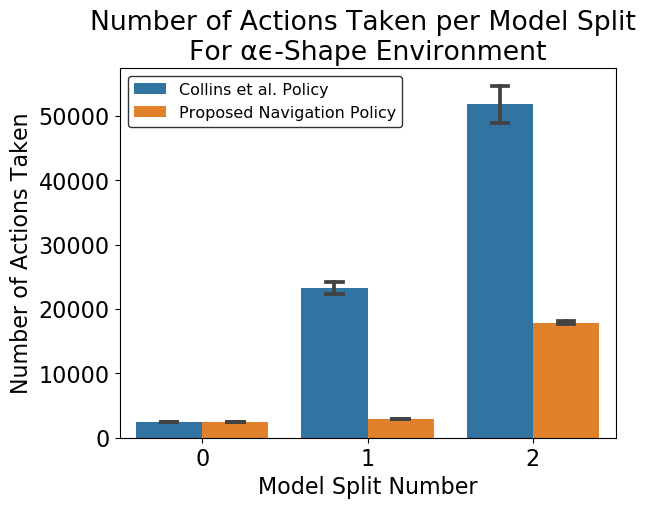 Number of Actions Taken per Model Split
For αϵ-Shape Environment
Collins et al. Policy
Proposed Navigation Policy
Number of Actions Taken
50000
40000
30000
20000
10000
0
0 1 2
Model Split Number